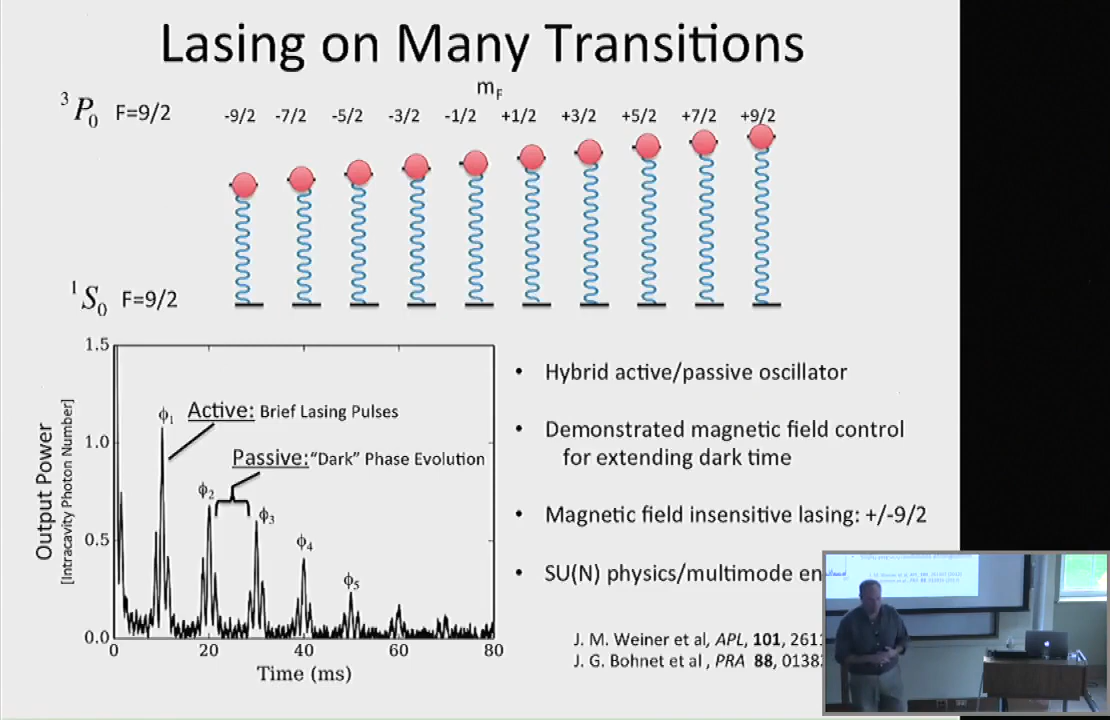 Lasing on Many Transitions
m_F
³P₀ F=9/2
-9/2 -7/2 -5/2 -3/2 -1/2 +1/2 +3/2 +5/2 +7/2 +9/2
¹S₀ F=9/2
1.5
1.0
0.5
0.0
Output Power
[Intracavity Photon Number]
ϕ₁
Active: Brief Lasing Pulses
Passive: "Dark" Phase Evolution
ϕ₂
ϕ₃
ϕ₄
ϕ₅
0 20 40 60 80
Time (ms)
• Hybrid active/passive oscillator
• Demonstrated magnetic field control
for extending dark time
• Magnetic field insensitive lasing: +/-9/2
• SU(N) physics/multimode en
J. M. Weiner et al, APL, 101, 261
J. G. Bohnet et al , PRA 88, 0138